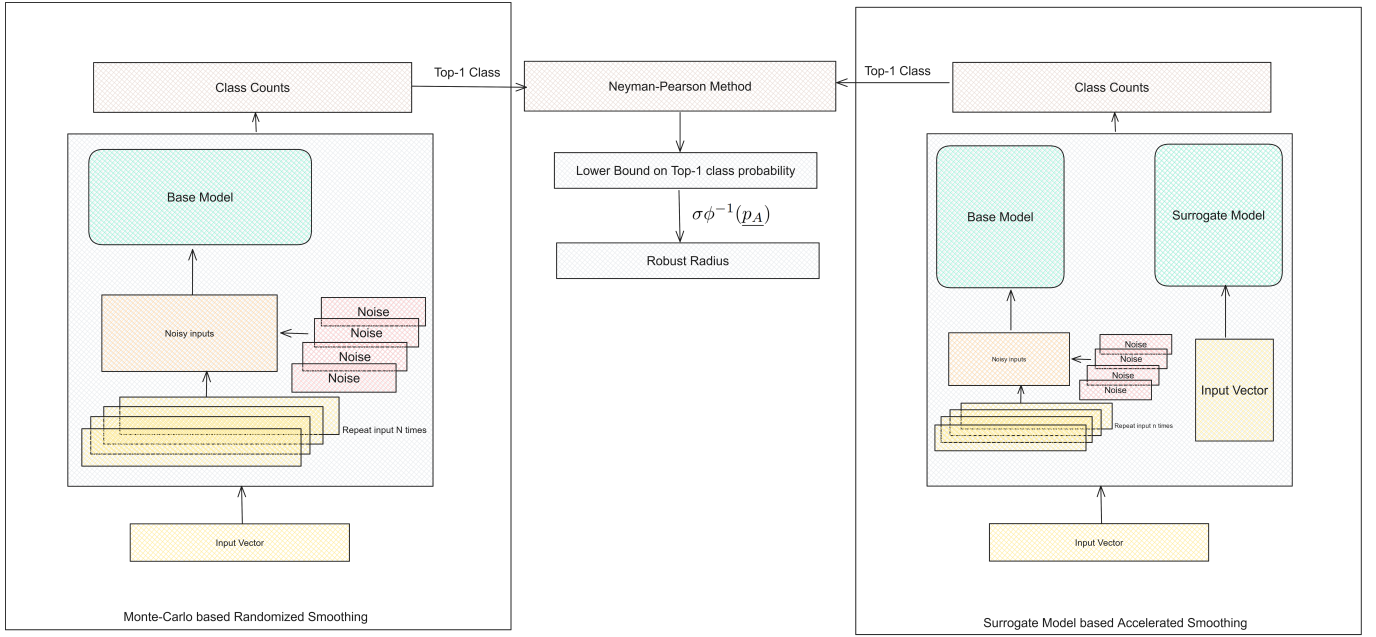 Class Counts
Base Model
Noisy inputs
Noise
Noise
Noise
Noise
Repeat input N times
Input Vector
Monte-Carlo based Randomized Smoothing
Top-1 Class
Neyman-Pearson Method
Lower Bound on Top-1 class probability
σϕ⁻¹(p̲_A̲)
Robust Radius
Top-1 Class
Class Counts
Base Model
Surrogate Model
Noisy inputs
Noise
Noise
Noise
Noise
Repeat input n times
Input Vector
Input Vector
Surrogate Model based Accelerated Smoothing